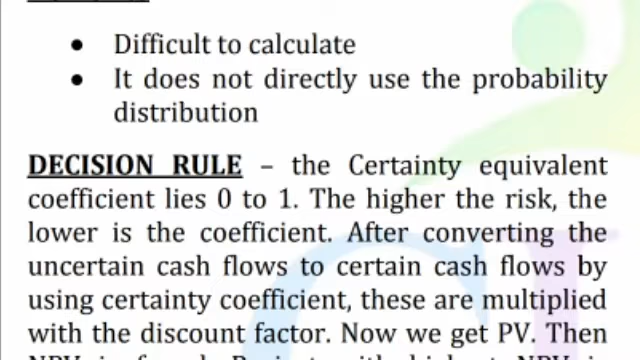 • Difficult to calculate
• It does not directly use the probability
distribution
DECISION RULE – the Certainty equivalent
coefficient lies 0 to 1. The higher the risk, the
lower is the coefficient. After converting the
uncertain cash flows to certain cash flows by
using certainty coefficient, these are multiplied
with the discount factor. Now we get PV. Then